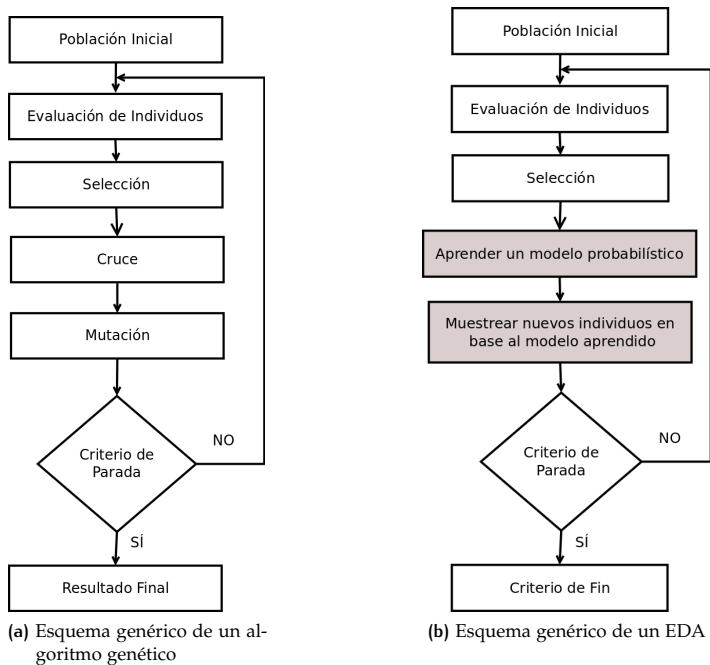 Población Inicial
Evaluación de Individuos
Selección
Cruce
Mutación
Criterio de
Parada
NO
SÍ
Resultado Final
(a) Esquema genérico de un al-
goritmo genético
Población Inicial
Evaluación de Individuos
Selección
Aprender un modelo probabilístico
Muestrear nuevos individuos en
base al modelo aprendido
Criterio de
Parada
NO
SÍ
Criterio de Fin
(b) Esquema genérico de un EDA